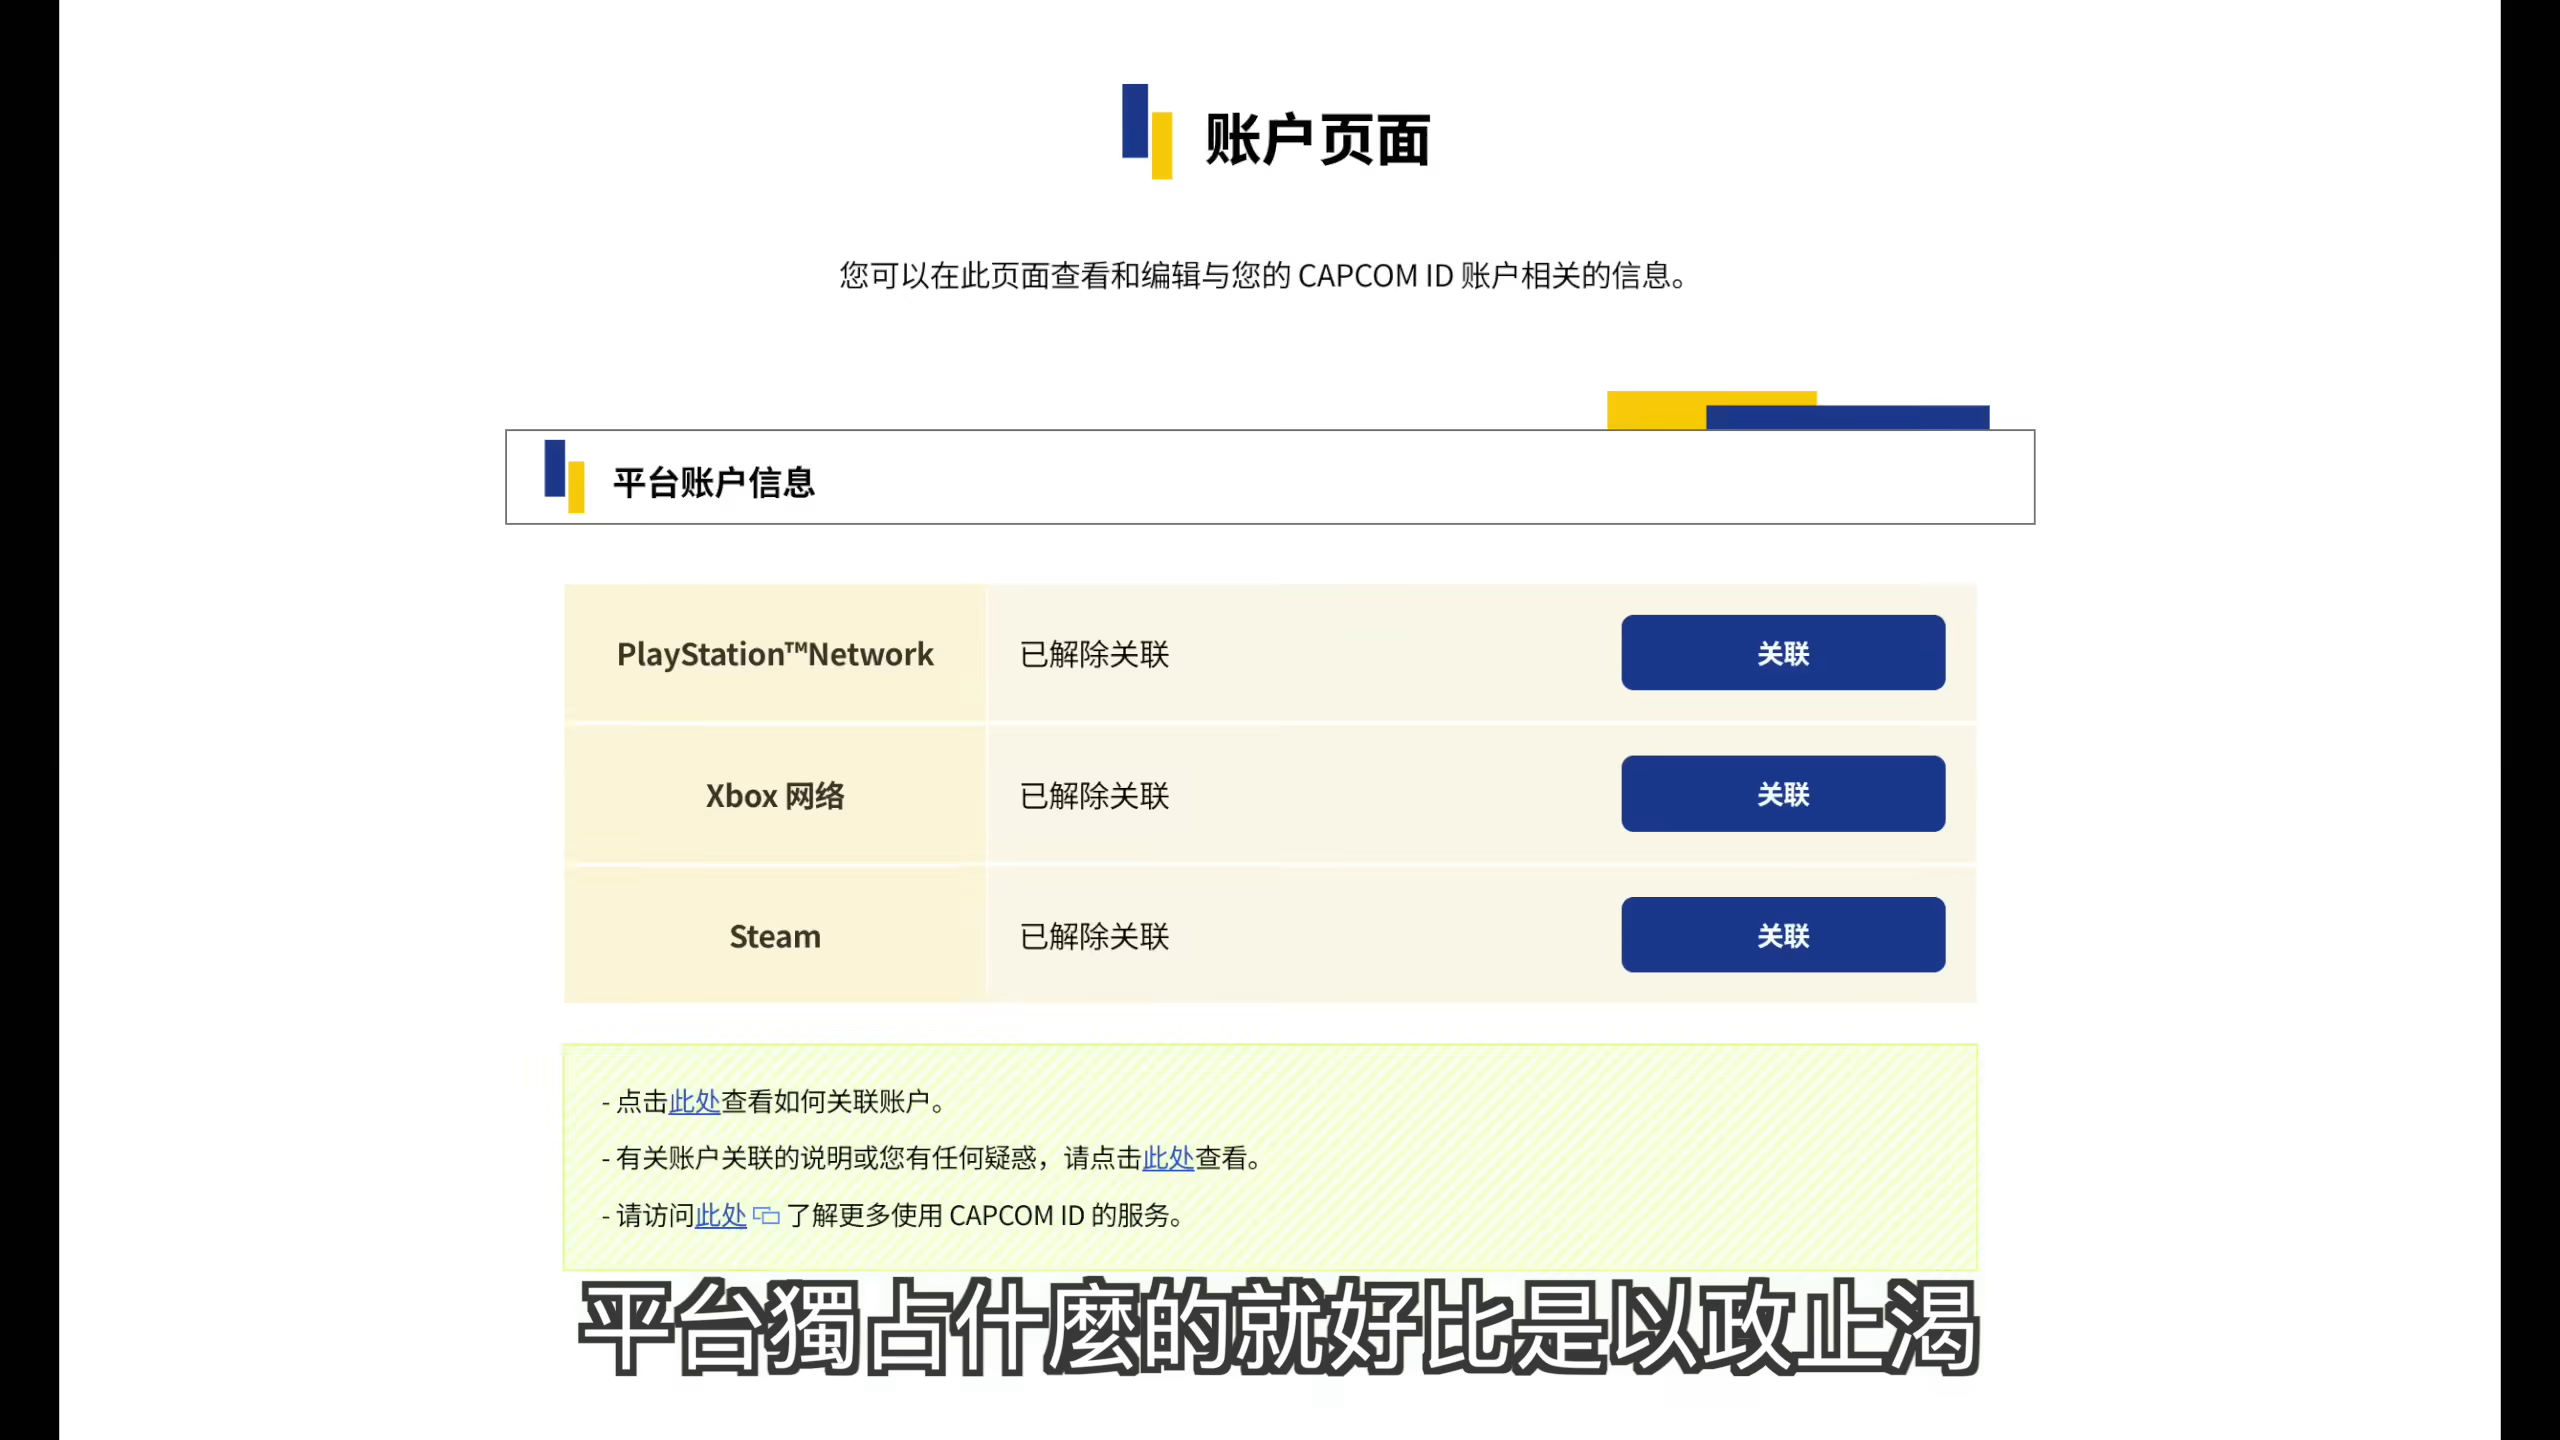 账户页面
您可以在此页面查看和编辑与您的 CAPCOM ID 账户相关的信息。
平台账户信息
PlayStation™Network 已解除关联 关联
Xbox 网络 已解除关联 关联
Steam 已解除关联 关联
- 点击此处查看如何关联账户。
- 有关账户关联的说明或您有任何疑惑，请点击此处查看。
- 请访问此处 了解更多使用 CAPCOM ID 的服务。
平台獨占什麼的就好比是以政止渴